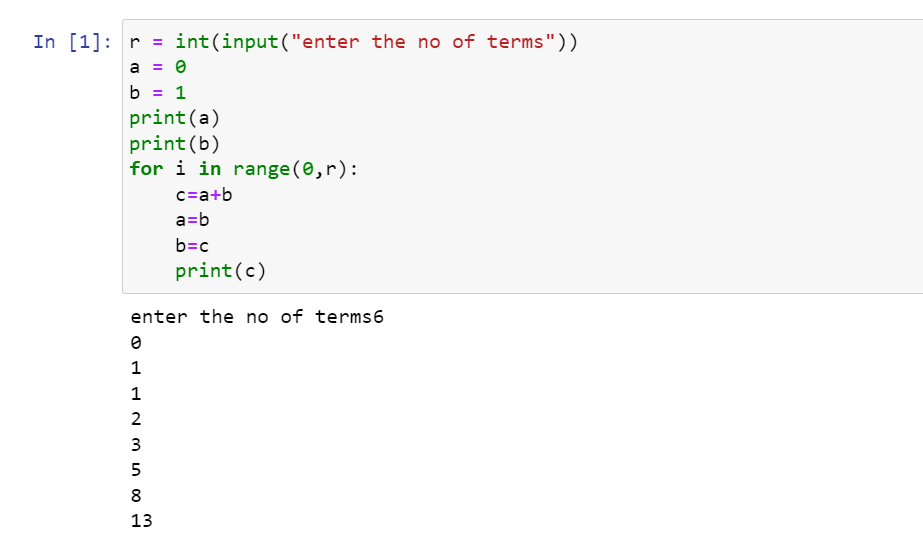 In [1]: r = int(input("enter the no of terms"))
a = 0
b = 1
print(a)
print(b)
for i in range(0,r):
    c=a+b
    a=b
    b=c
    print(c)
enter the no of terms6
0
1
1
2
3
5
8
13